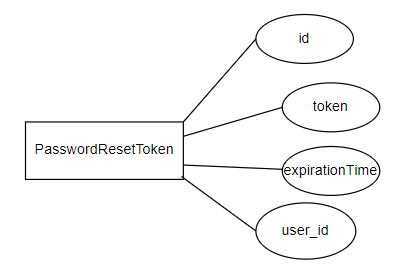 id
token
PasswordResetToken
expirationTime
user_id